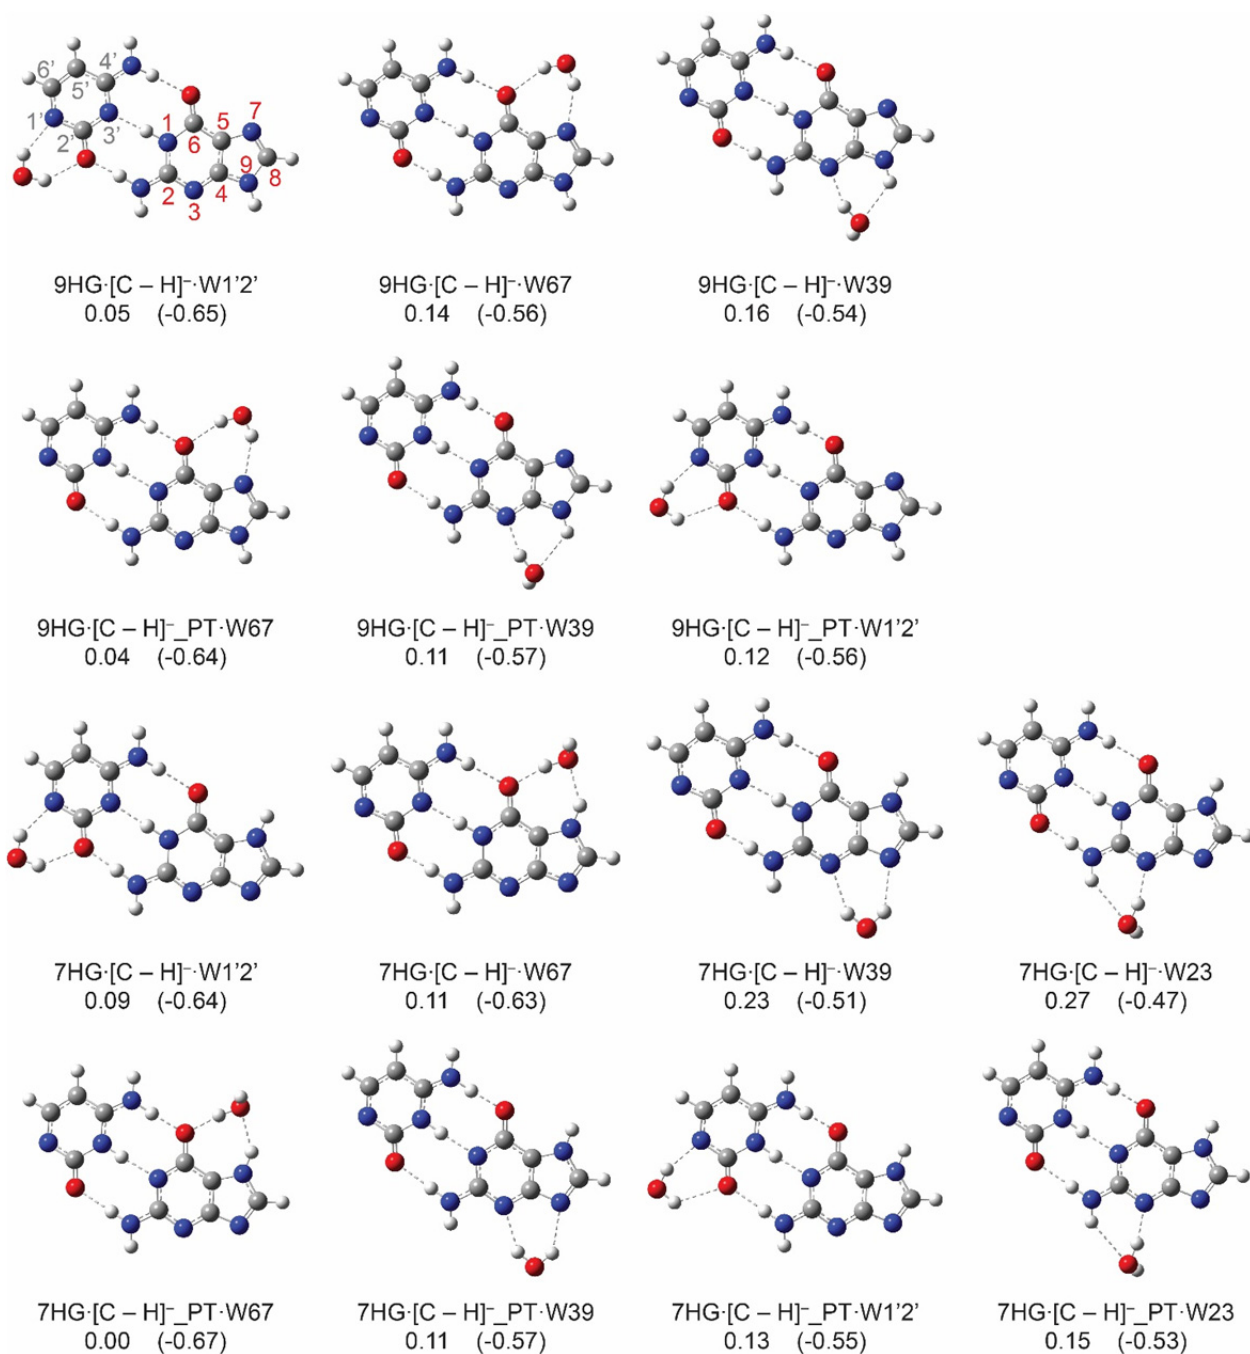 6' 5' 4' 1' 2' 3' 1 6 5 7 2 3 4 9 8
9HG·[C – H]⁻·W1'2'
0.05 (-0.65)
9HG·[C – H]⁻·W67
0.14 (-0.56)
9HG·[C – H]⁻·W39
0.16 (-0.54)
9HG·[C – H]⁻_PT·W67
0.04 (-0.64)
9HG·[C – H]⁻_PT·W39
0.11 (-0.57)
9HG·[C – H]⁻_PT·W1'2'
0.12 (-0.56)
7HG·[C – H]⁻·W1'2'
0.09 (-0.64)
7HG·[C – H]⁻·W67
0.11 (-0.63)
7HG·[C – H]⁻·W39
0.23 (-0.51)
7HG·[C – H]⁻·W23
0.27 (-0.47)
7HG·[C – H]⁻_PT·W67
0.00 (-0.67)
7HG·[C – H]⁻_PT·W39
0.11 (-0.57)
7HG·[C – H]⁻_PT·W1'2'
0.13 (-0.55)
7HG·[C – H]⁻_PT·W23
0.15 (-0.53)